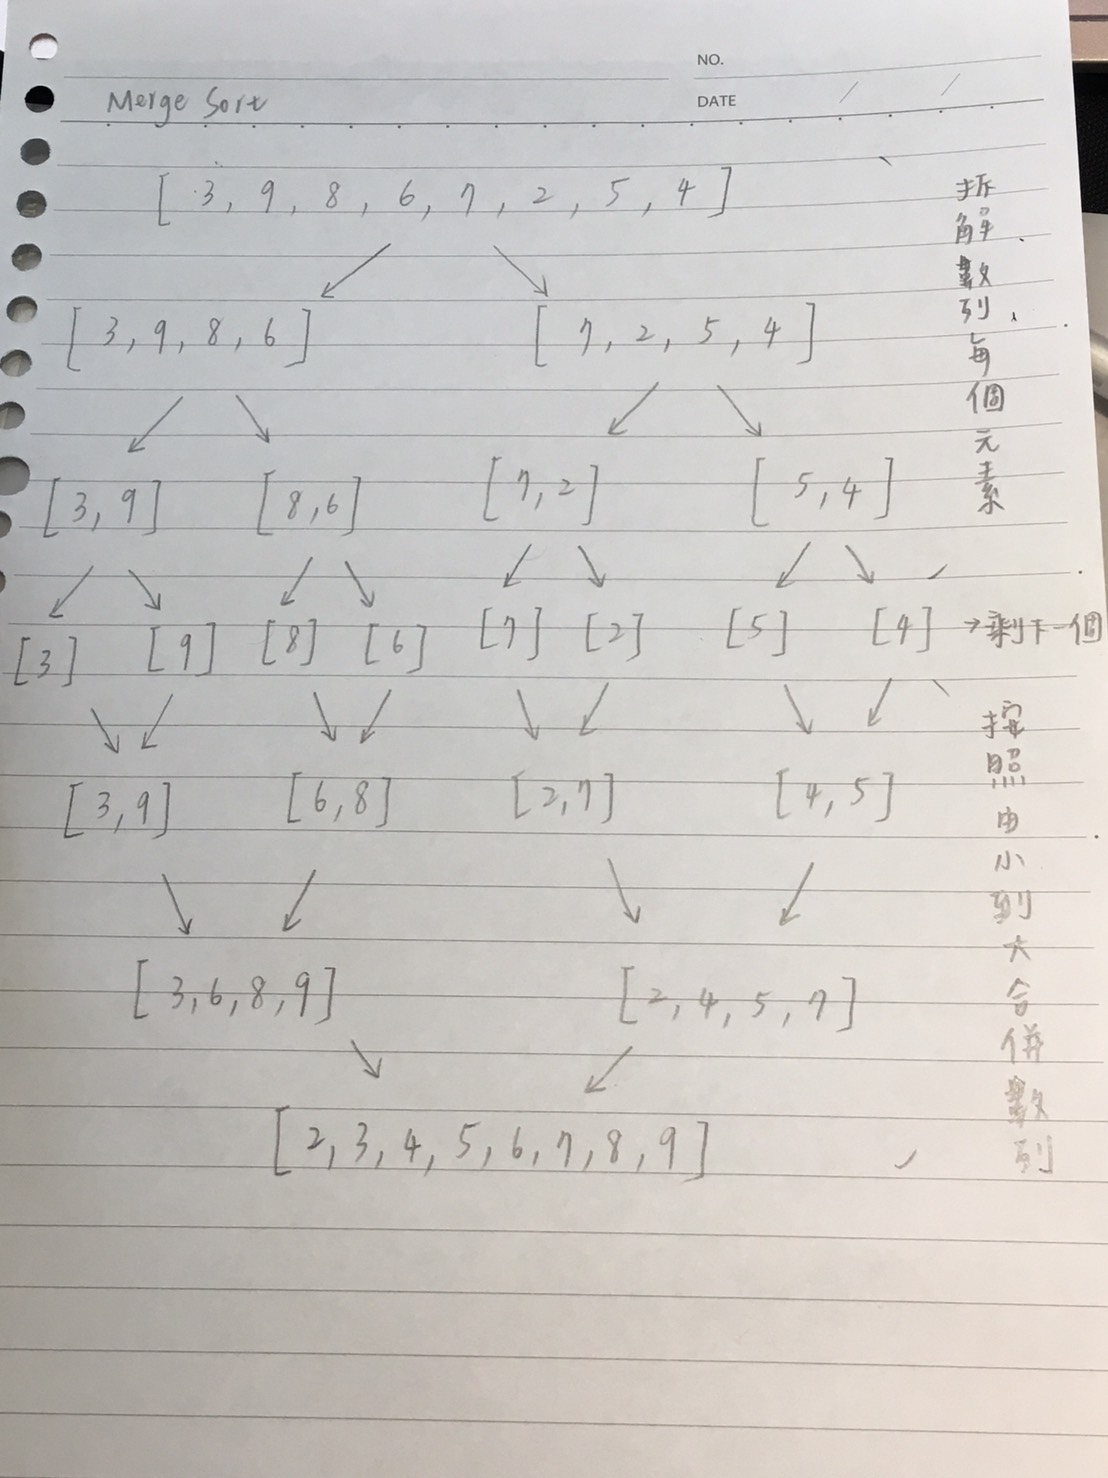 NO.
Merge Sort
DATE / /
[3, 9, 8, 6, 7, 2, 5, 4]
[3, 9, 8, 6] [7, 2, 5, 4]
[3, 9] [8, 6] [7, 2] [5, 4]
[3] [9] [8] [6] [7] [2] [5] [4] →剩下一個
[3, 9] [6, 8] [2, 7] [4, 5]
[3, 6, 8, 9] [2, 4, 5, 7]
[2, 3, 4, 5, 6, 7, 8, 9]
拆解數列、每個元素
按照由小到大合併數列